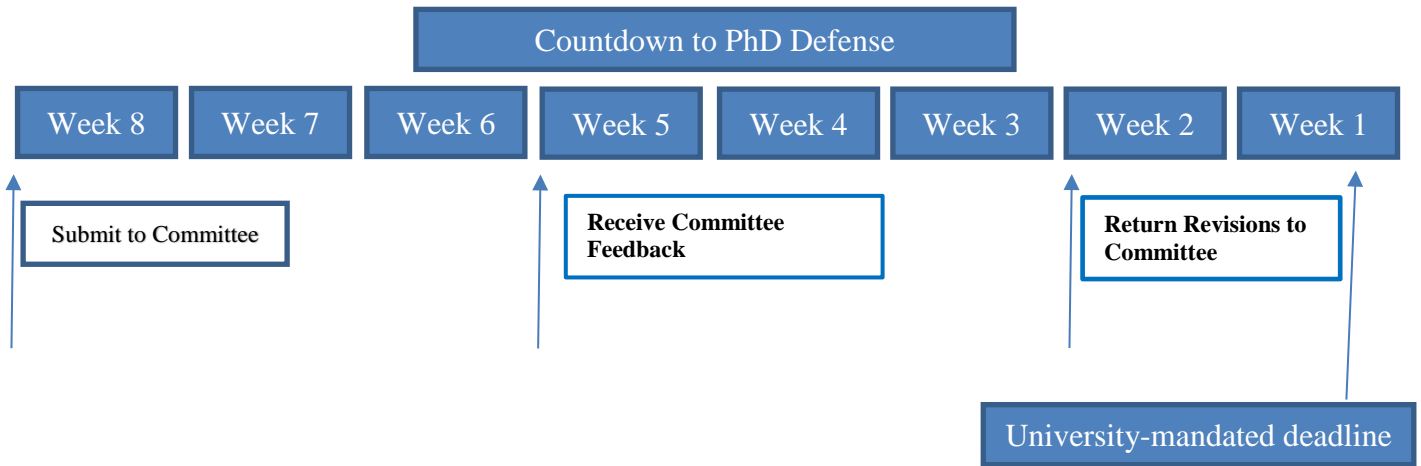 Countdown to PhD Defense
Week 8
Week 7
Week 6
Week 5
Week 4
Week 3
Week 2
Week 1
Submit to Committee
Receive Committee
Feedback
Return Revisions to
Committee
University-mandated deadline